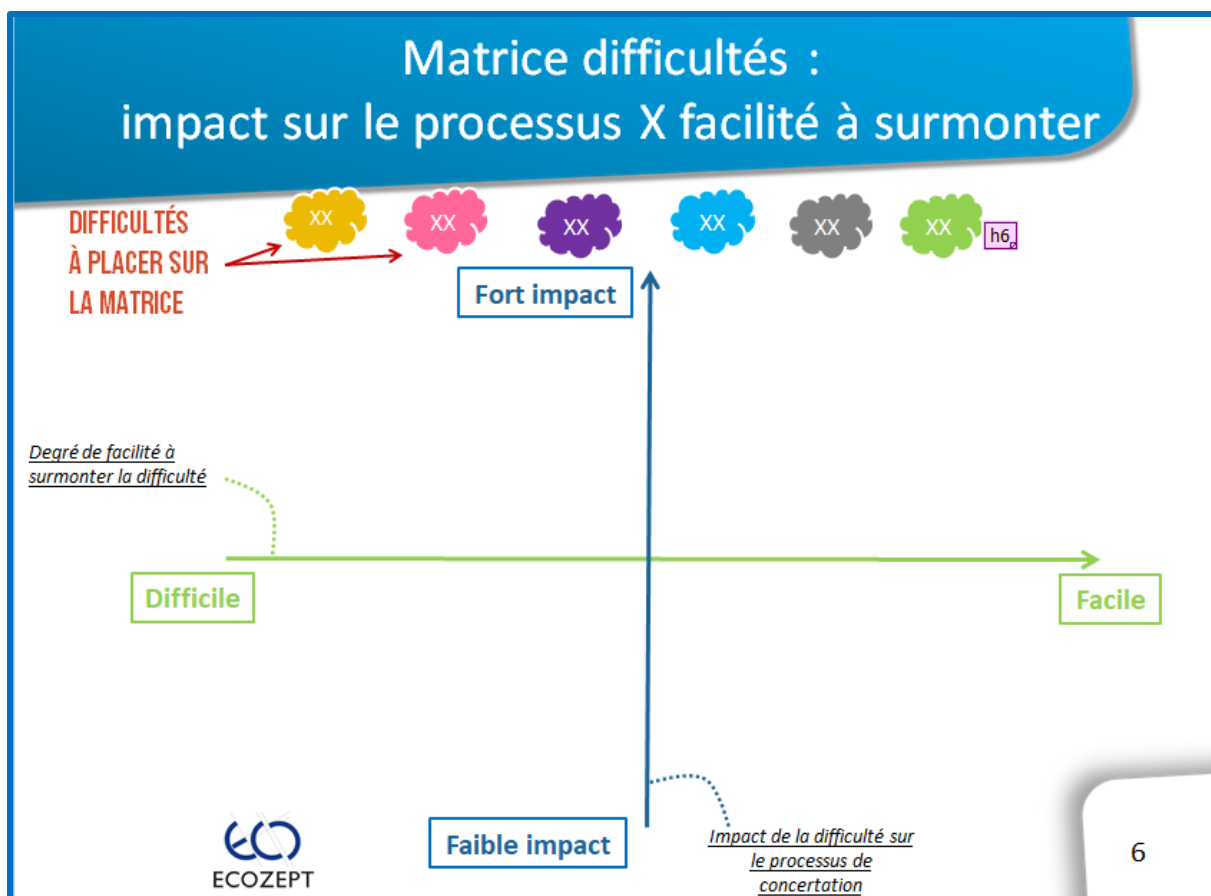 Matrice difficultés :
impact sur le processus X facilité à surmonter
DIFFICULTÉS
À PLACER SUR
LA MATRICE
XX
XX
XX
XX
XX
XX
h6
Fort impact
Degré de facilité à
surmonter la difficulté
Difficile
Facile
Faible impact
Impact de la difficulté sur
le processus de
concertation
ECO
ECOZEPT
6